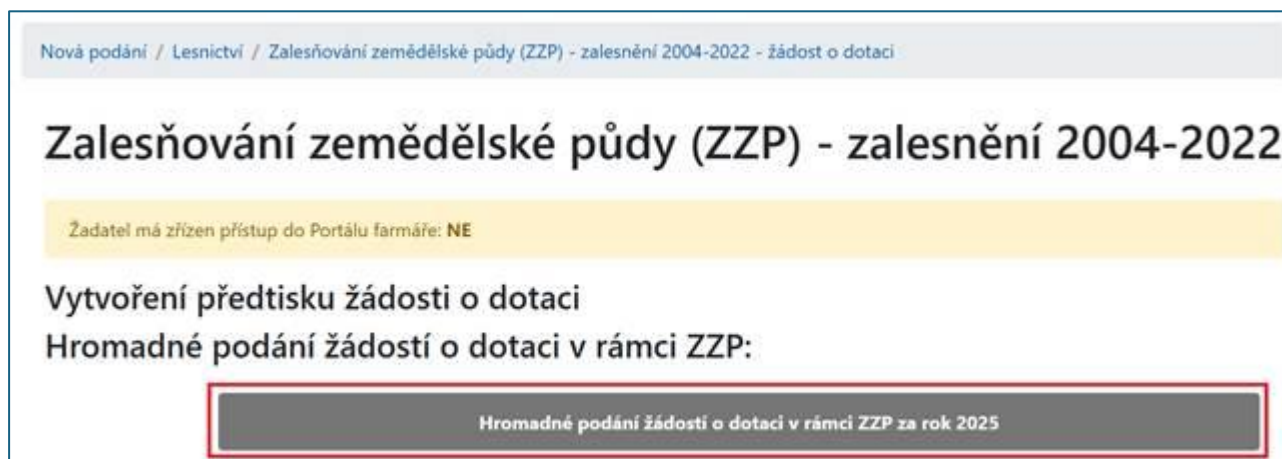 Nová podání / Lesnictví / Zalesňování zemědělské půdy (ZZP) - zalesnění 2004-2022 - žádost o dotaci
Zalesňování zemědělské půdy (ZZP) - zalesnění 2004-2022
Žadatel má zřízen přístup do Portálu farmáře: NE
Vytvoření předtisku žádosti o dotaci
Hromadné podání žádostí o dotaci v rámci ZZP:
Hromadné podání žádostí o dotaci v rámci ZZP za rok 2025